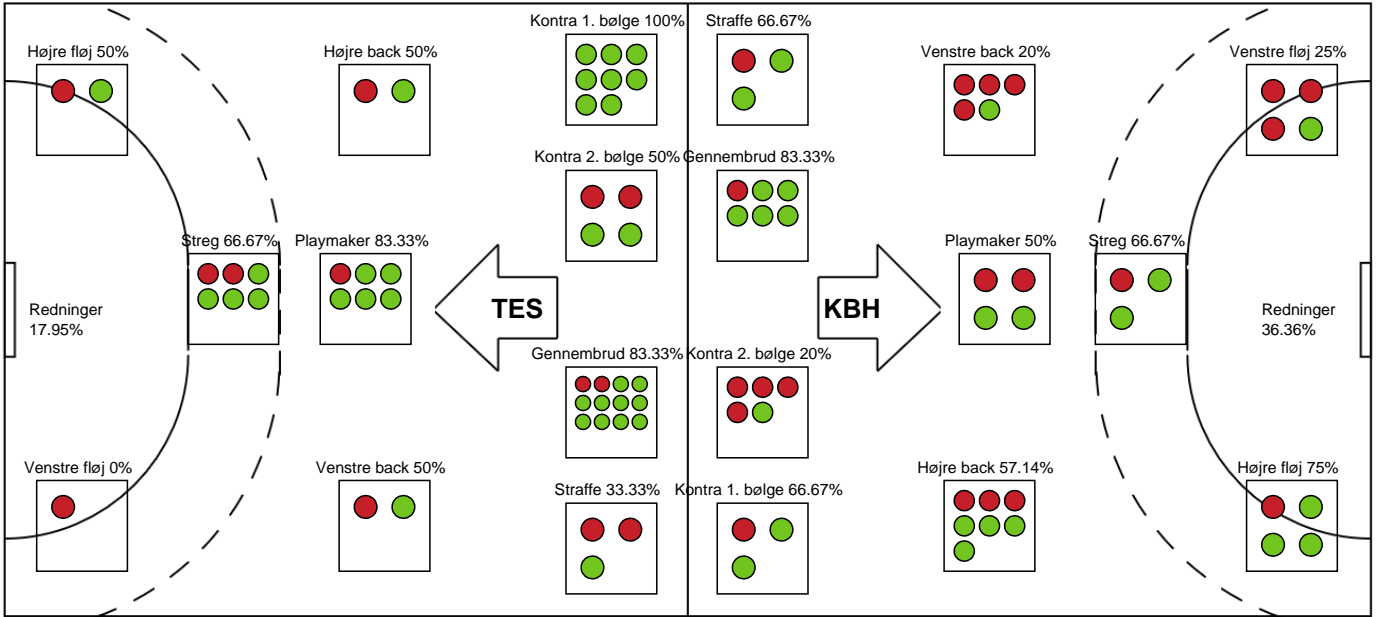 Kontra 1. bølge 100%
Straffe 66.67%
Højre fløj 50%
Højre back 50%
Venstre back 20%
Venstre fløj 25%
Kontra 2. bølge 50%
Gennembrud 83.33%
Streg 66.67%
Playmaker 83.33%
Playmaker 50%
Streg 66.67%
Redninger
17.95%
TES
KBH
Redninger
36.36%
Gennembrud 83.33%
Kontra 2. bølge 20%
Venstre fløj 0%
Venstre back 50%
Højre back 57.14%
Højre fløj 75%
Straffe 33.33%
Kontra 1. bølge 66.67%